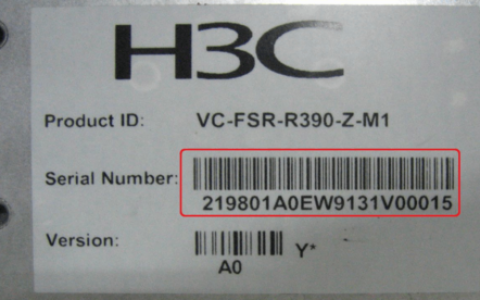 H3C
Product ID: VC-FSR-R390-Z-M1
Serial Number:
219801A0EW9131V00015
Version: Y*
A0